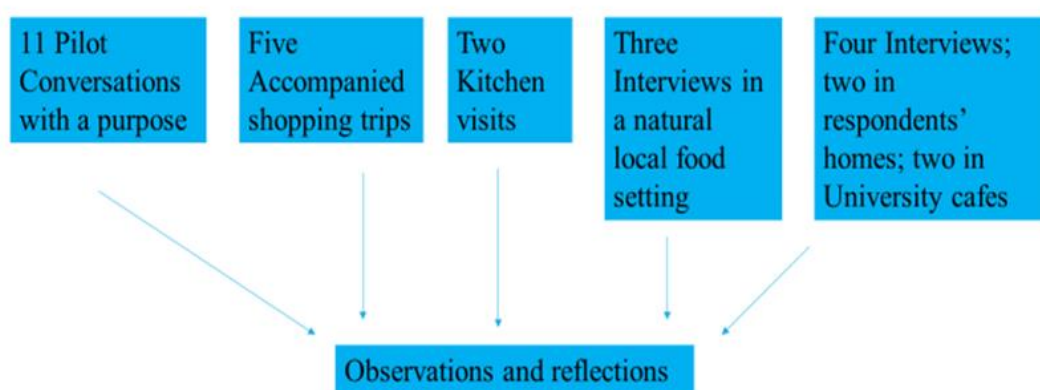 11 Pilot
Conversations
with a purpose
Five
Accompanied
shopping trips
Two
Kitchen
visits
Three
Interviews in
a natural
local food
setting
Four Interviews;
two in
respondents’
homes; two in
University cafes
Observations and reflections